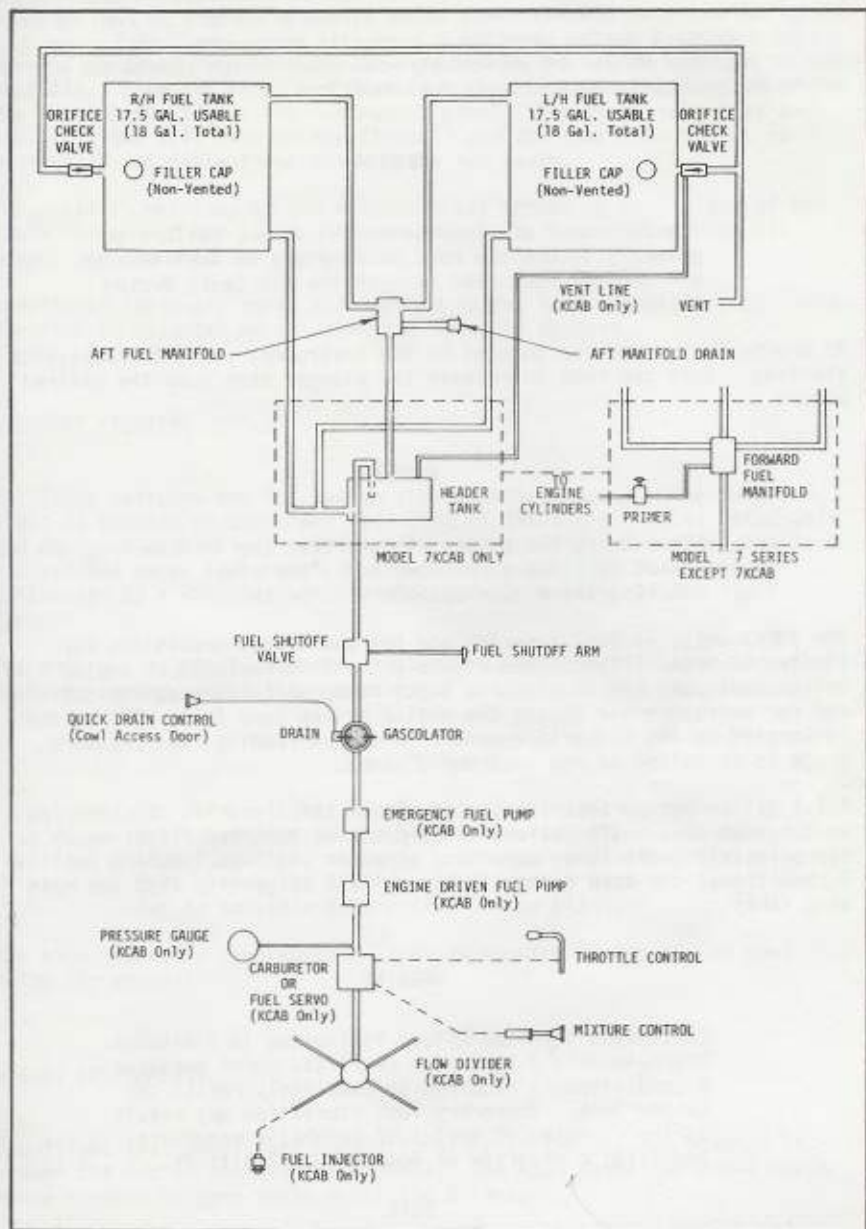 R/H FUEL TANK
17.5 GAL. USABLE
(18 Gal. Total)
ORIFICE
CHECK
VALVE
FILLER CAP
(Non-Vented)
L/H FUEL TANK
17.5 GAL. USABLE
(18 Gal. Total)
ORIFICE
CHECK
VALVE
FILLER CAP
(Non-Vented)
VENT LINE
(KCAB Only)
VENT
AFT FUEL MANIFOLD
AFT MANIFOLD DRAIN
HEADER
TANK
MODEL 7KCAB ONLY
TO
ENGINE
CYLINDERS
PRIMER
FORWARD
FUEL
MANIFOLD
MODEL 7 SERIES
EXCEPT 7KCAB
FUEL SHUTOFF
VALVE
FUEL SHUTOFF ARM
QUICK DRAIN CONTROL
(Cowl Access Door)
DRAIN
GASCOLATOR
EMERGENCY FUEL PUMP
(KCAB Only)
ENGINE DRIVEN FUEL PUMP
(KCAB Only)
PRESSURE GAUGE
(KCAB Only)
CARBURETOR
OR
FUEL SERVO
(KCAB Only)
THROTTLE CONTROL
MIXTURE CONTROL
FLOW DIVIDER
(KCAB Only)
FUEL INJECTOR
(KCAB Only)